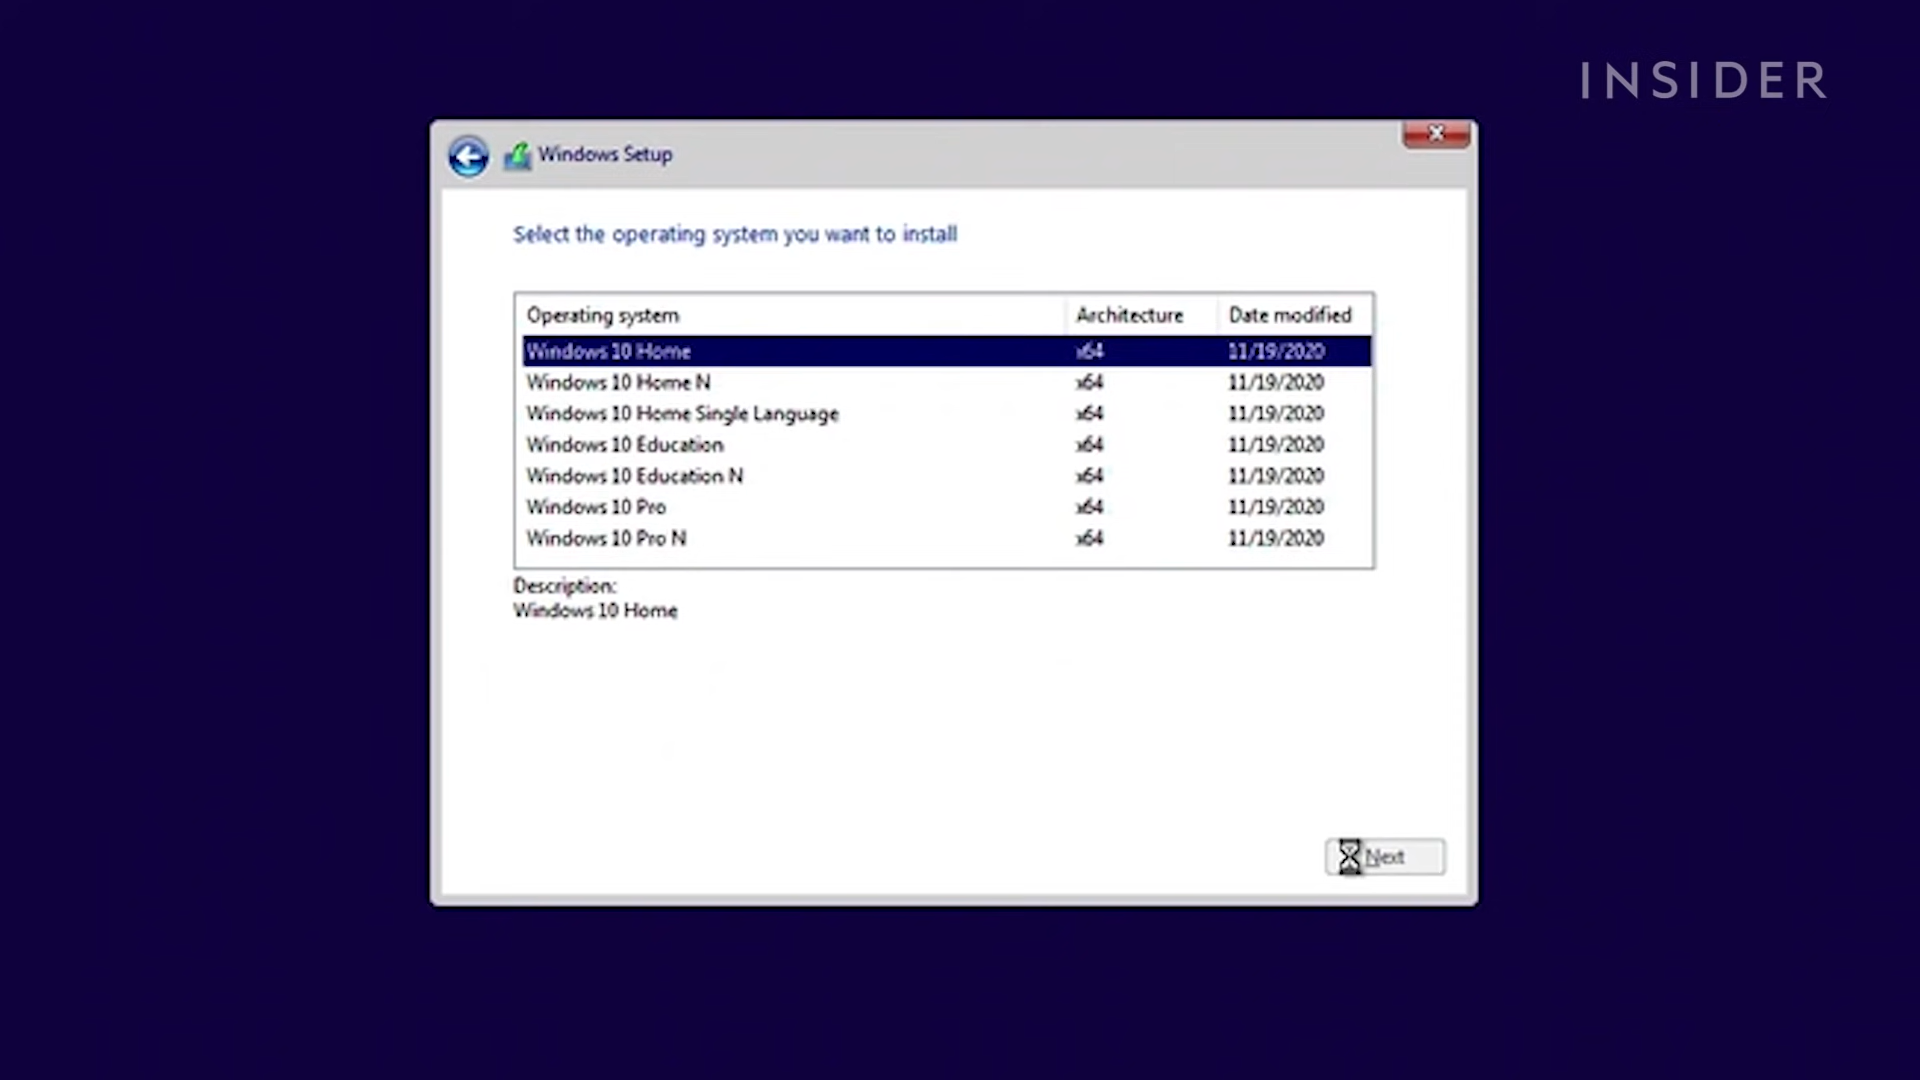 INSIDER
Windows Setup
Select the operating system you want to install
Operating system Architecture Date modified
Windows 10 Home x64 11/19/2020
Windows 10 Home N x64 11/19/2020
Windows 10 Home Single Language x64 11/19/2020
Windows 10 Education x64 11/19/2020
Windows 10 Education N x64 11/19/2020
Windows 10 Pro x64 11/19/2020
Windows 10 Pro N x64 11/19/2020
Description:
Windows 10 Home
Next